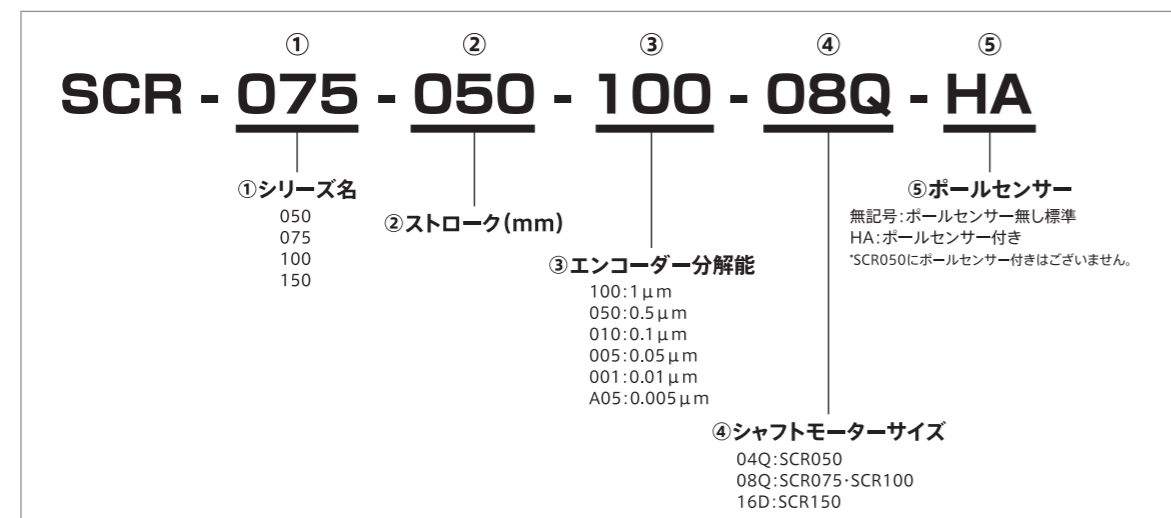 ① ② ③ ④ ⑤
SCR - 075 - 050 - 100 - 08Q - HA
①シリーズ名
050
075
100
150
②ストローク(mm)
③エンコーダー分解能
100:1μm
050:0.5μm
010:0.1μm
005:0.05μm
001:0.01μm
A05:0.005μm
④シャフトモーターサイズ
04Q:SCR050
08Q:SCR075・SCR100
16D:SCR150
⑤ポールセンサー
無記号:ポールセンサー無し標準
HA:ポールセンサー付き
*SCR050にポールセンサー付きはございません。